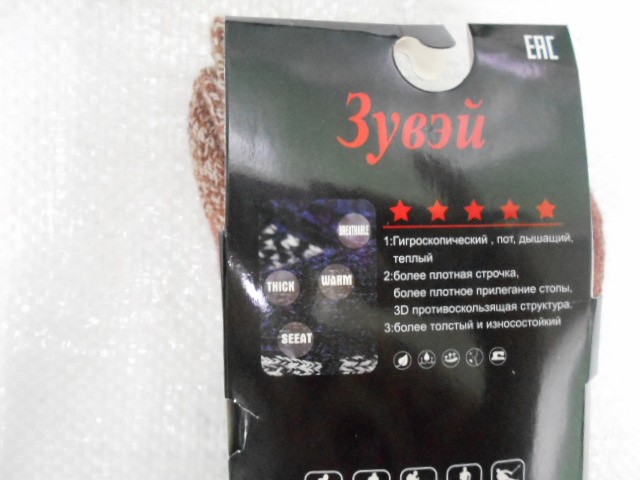 EAC
Зувэй
BREATHABLE
THICK
WARM
SEEAT
1:Гигроскопический , пот, дышащий,
теплый
2:более плотная строчка,
более плотное прилегание стопы,
3D противоскользящая структура.
3:более толстый и износостойкий